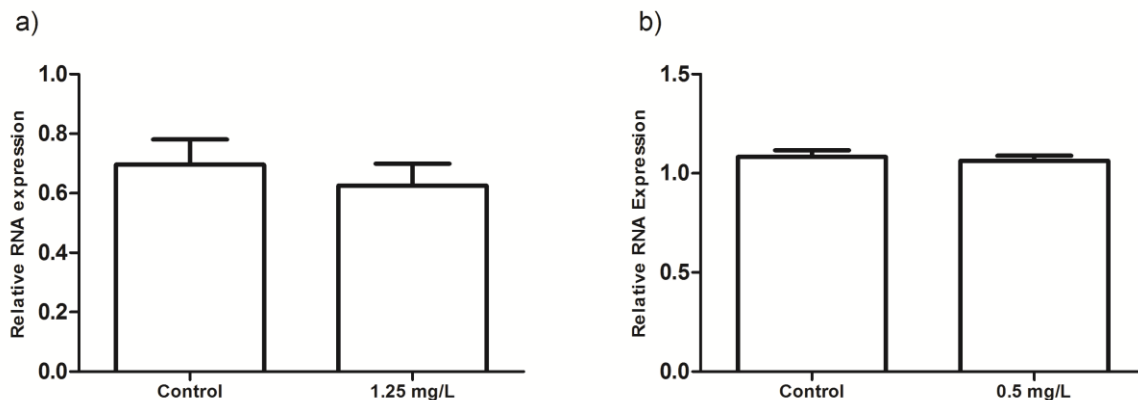 a)
Relative RNA expression
1.0
0.8
0.6
0.4
0.2
0.0
Control
1.25 mg/L
b)
Relative RNA Expression
1.5
1.0
0.5
0.0
Control
0.5 mg/L